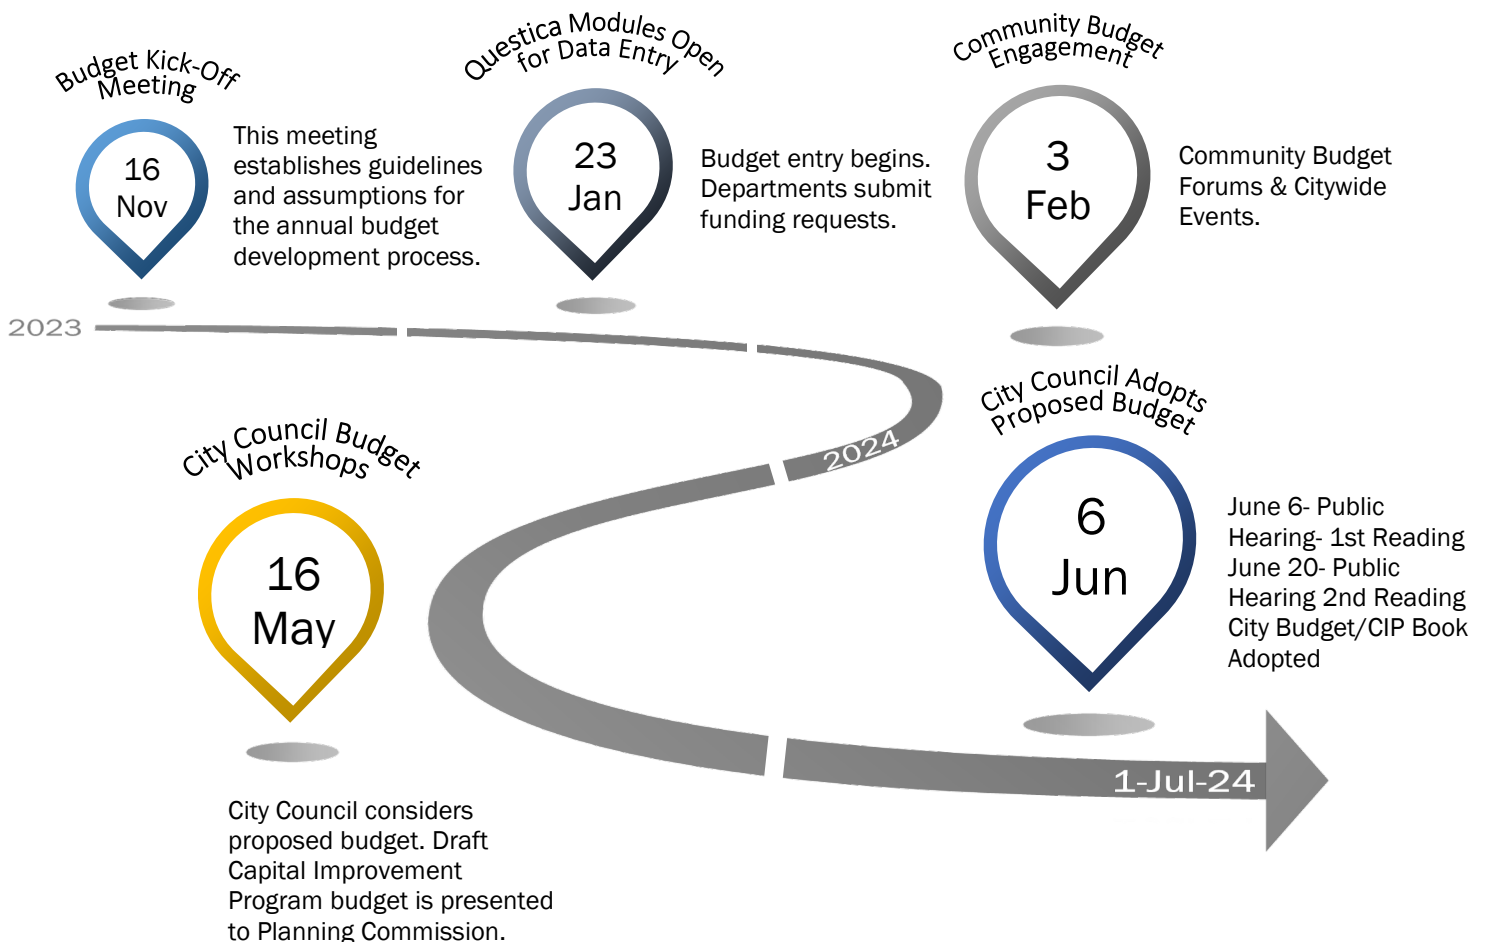 Budget Kick-Off
Meeting
16
Nov
This meeting
establishes guidelines
and assumptions for
the annual budget
development process.
Questica Modules Open
for Data Entry
23
Jan
Budget entry begins.
Departments submit
funding requests.
Community Budget
Engagement
3
Feb
Community Budget
Forums & Citywide
Events.
2023
2024
City Council Budget
Workshops
16
May
City Council considers
proposed budget. Draft
Capital Improvement
Program budget is presented
to Planning Commission.
City Council Adopts
Proposed Budget
6
Jun
June 6- Public
Hearing- 1st Reading
June 20- Public
Hearing 2nd Reading
City Budget/CIP Book
Adopted
1-Jul-24